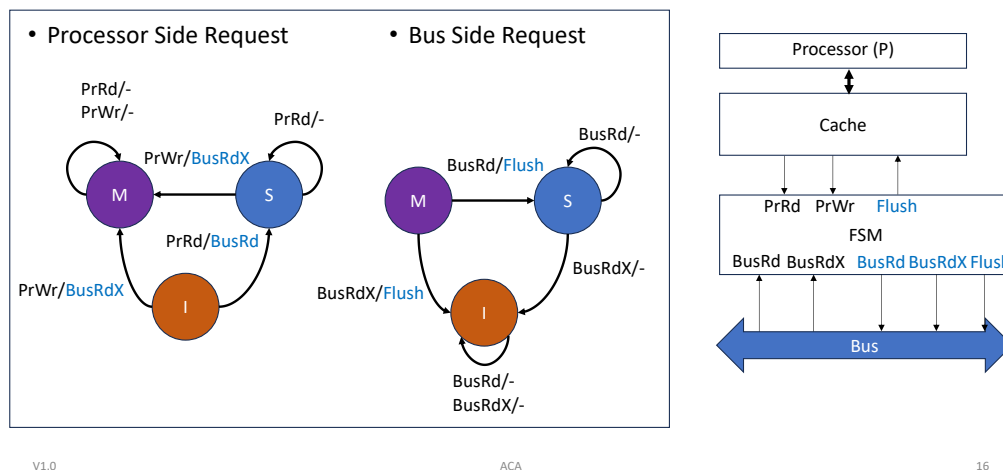 • Processor Side Request
PrRd/-
PrWr/-
PrRd/-
PrWr/BusRdX
M
S
PrRd/BusRd
PrWr/BusRdX
I
• Bus Side Request
BusRd/-
BusRd/Flush
M
S
BusRdX/-
BusRdX/Flush
I
BusRd/-
BusRdX/-
Processor (P)
Cache
PrRd PrWr Flush
FSM
BusRd BusRdX BusRd BusRdX Flush
Bus
V1.0 ACA 16